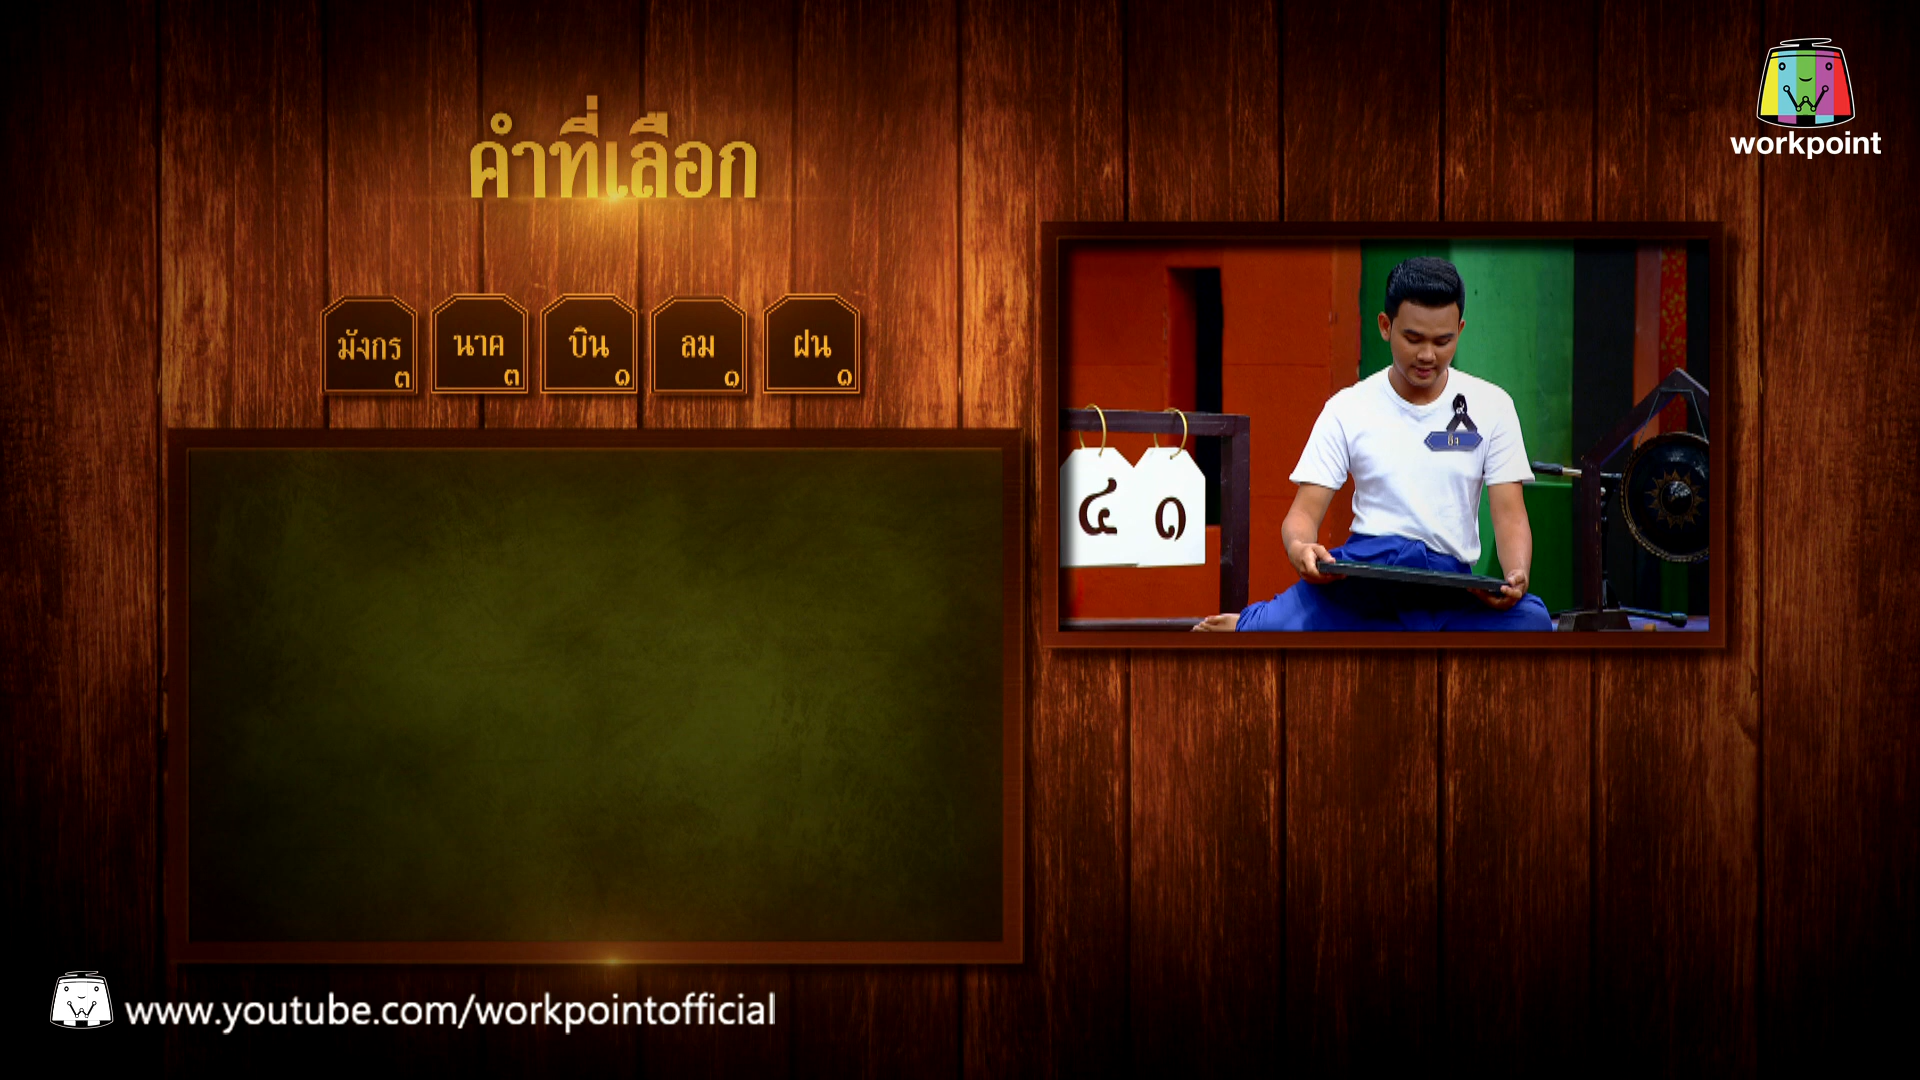 workpoint
คำที่เลือก
มังกร ๓
นาค ๓
บิน ๑
ลม ๑
ฝน ๑
๔ ๑
www.youtube.com/workpointofficial